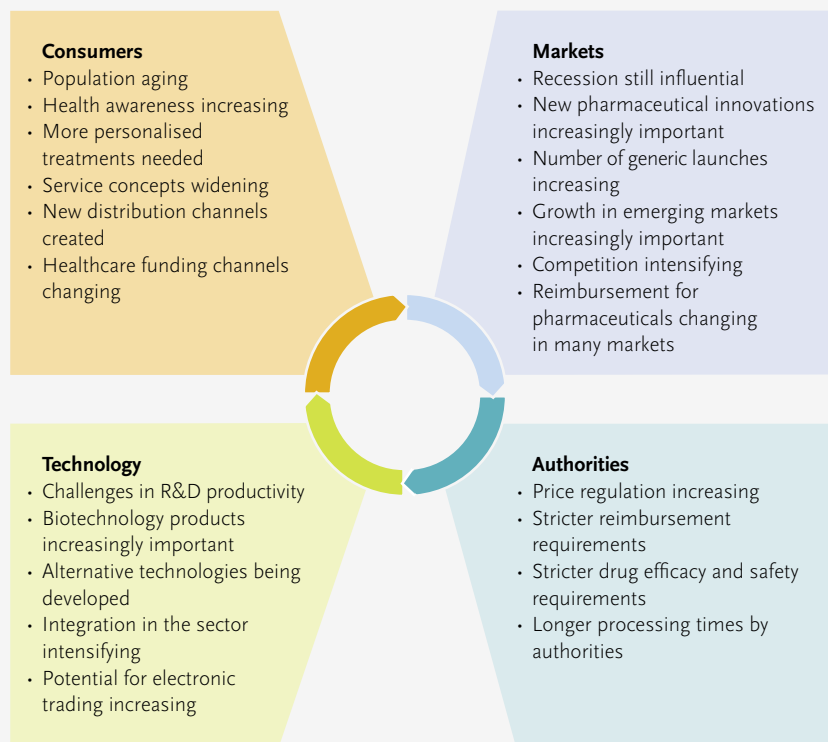 Consumers
• Population aging
• Health awareness increasing
• More personalised
treatments needed
• Service concepts widening
• New distribution channels
created
• Healthcare funding channels
changing
Markets
• Recession still influential
• New pharmaceutical innovations
increasingly important
• Number of generic launches
increasing
• Growth in emerging markets
increasingly important
• Competition intensifying
• Reimbursement for
pharmaceuticals changing
in many markets
Technology
• Challenges in R&D productivity
• Biotechnology products
increasingly important
• Alternative technologies being
developed
• Integration in the sector
intensifying
• Potential for electronic
trading increasing
Authorities
• Price regulation increasing
• Stricter reimbursement
requirements
• Stricter drug efficacy and safety
requirements
• Longer processing times by
authorities